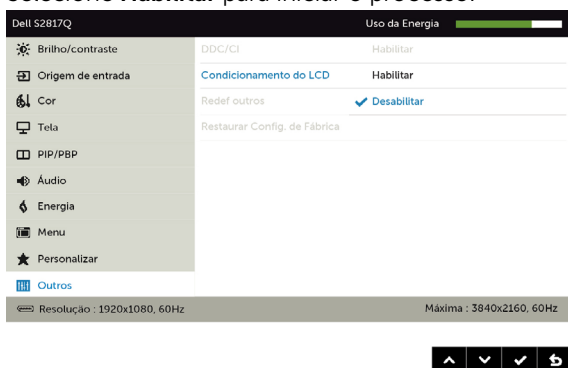 selecione Habilitar para iniciar o processo.
Dell S2817Q Uso da Energia
Brilho/contraste DDC/CI Habilitar
Origem de entrada Condicionamento do LCD Habilitar
Cor Redef outros Desabilitar
Tela Restaurar Config. de Fábrica
PIP/PBP
Áudio
Energia
Menu
Personalizar
Outros
Resolução : 1920x1080, 60Hz Máxima : 3840x2160, 60Hz